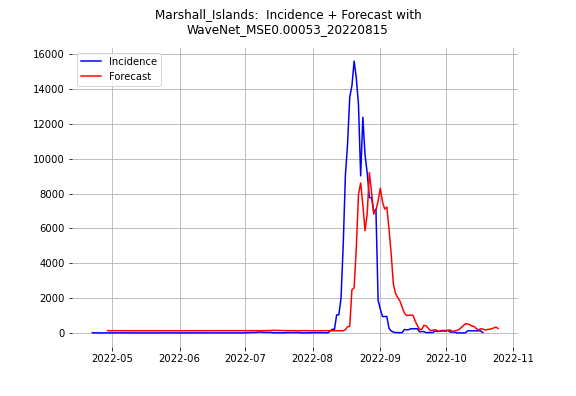 Marshall_Islands:  Incidence + Forecast with
WaveNet_MSE0.00053_20220815
Incidence
Forecast
16000
14000
12000
10000
8000
6000
4000
2000
0
2022-05 2022-06 2022-07 2022-08 2022-09 2022-10 2022-11